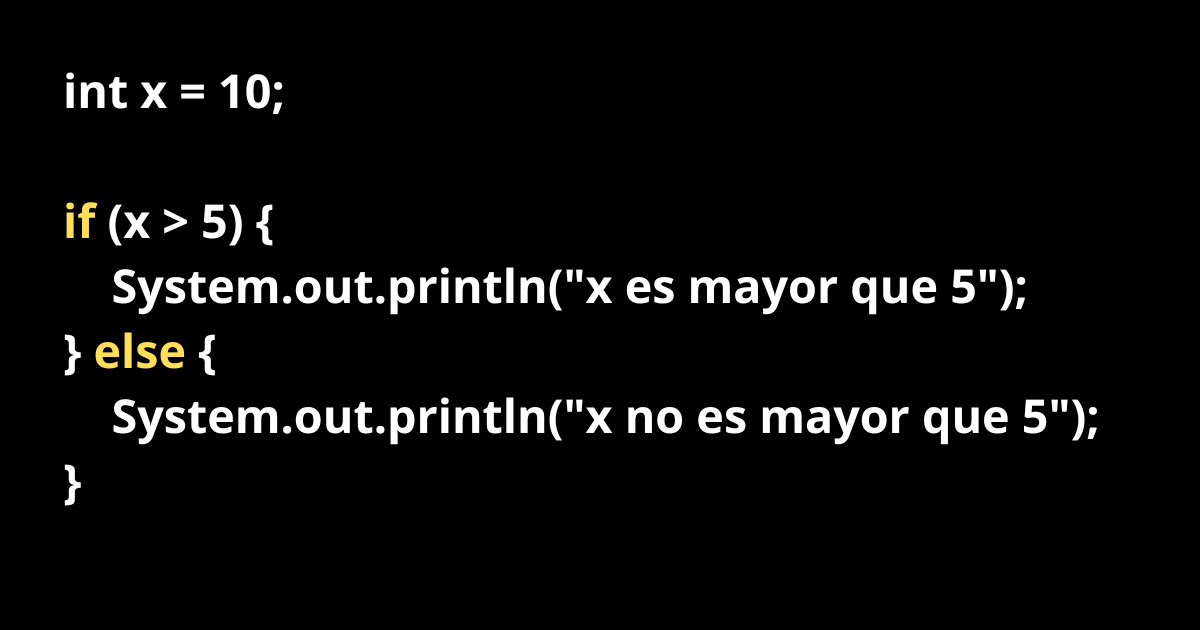 int x = 10;
if (x > 5) {
System.out.println("x es mayor que 5");
} else {
System.out.println("x no es mayor que 5");
}